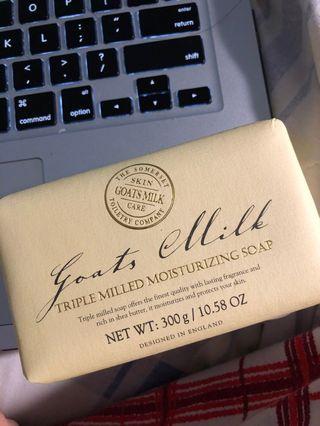 K
L
:
;
"
'
{
[
}
]
|
\
enter
return
<
,
>
.
?
/
shift
command
option
THE SOMERSET
SKIN
GOATS MILK
CARE
TOILETRY COMPANY
Goats Milk
TRIPLE MILLED MOISTURIZING SOAP
Triple milled soap offers the finest quality with lasting fragrance and
rich in shea butter, it moisturizes and protects your skin.
NET WT: 300g / 10.58 OZ
DESIGNED IN ENGLAND